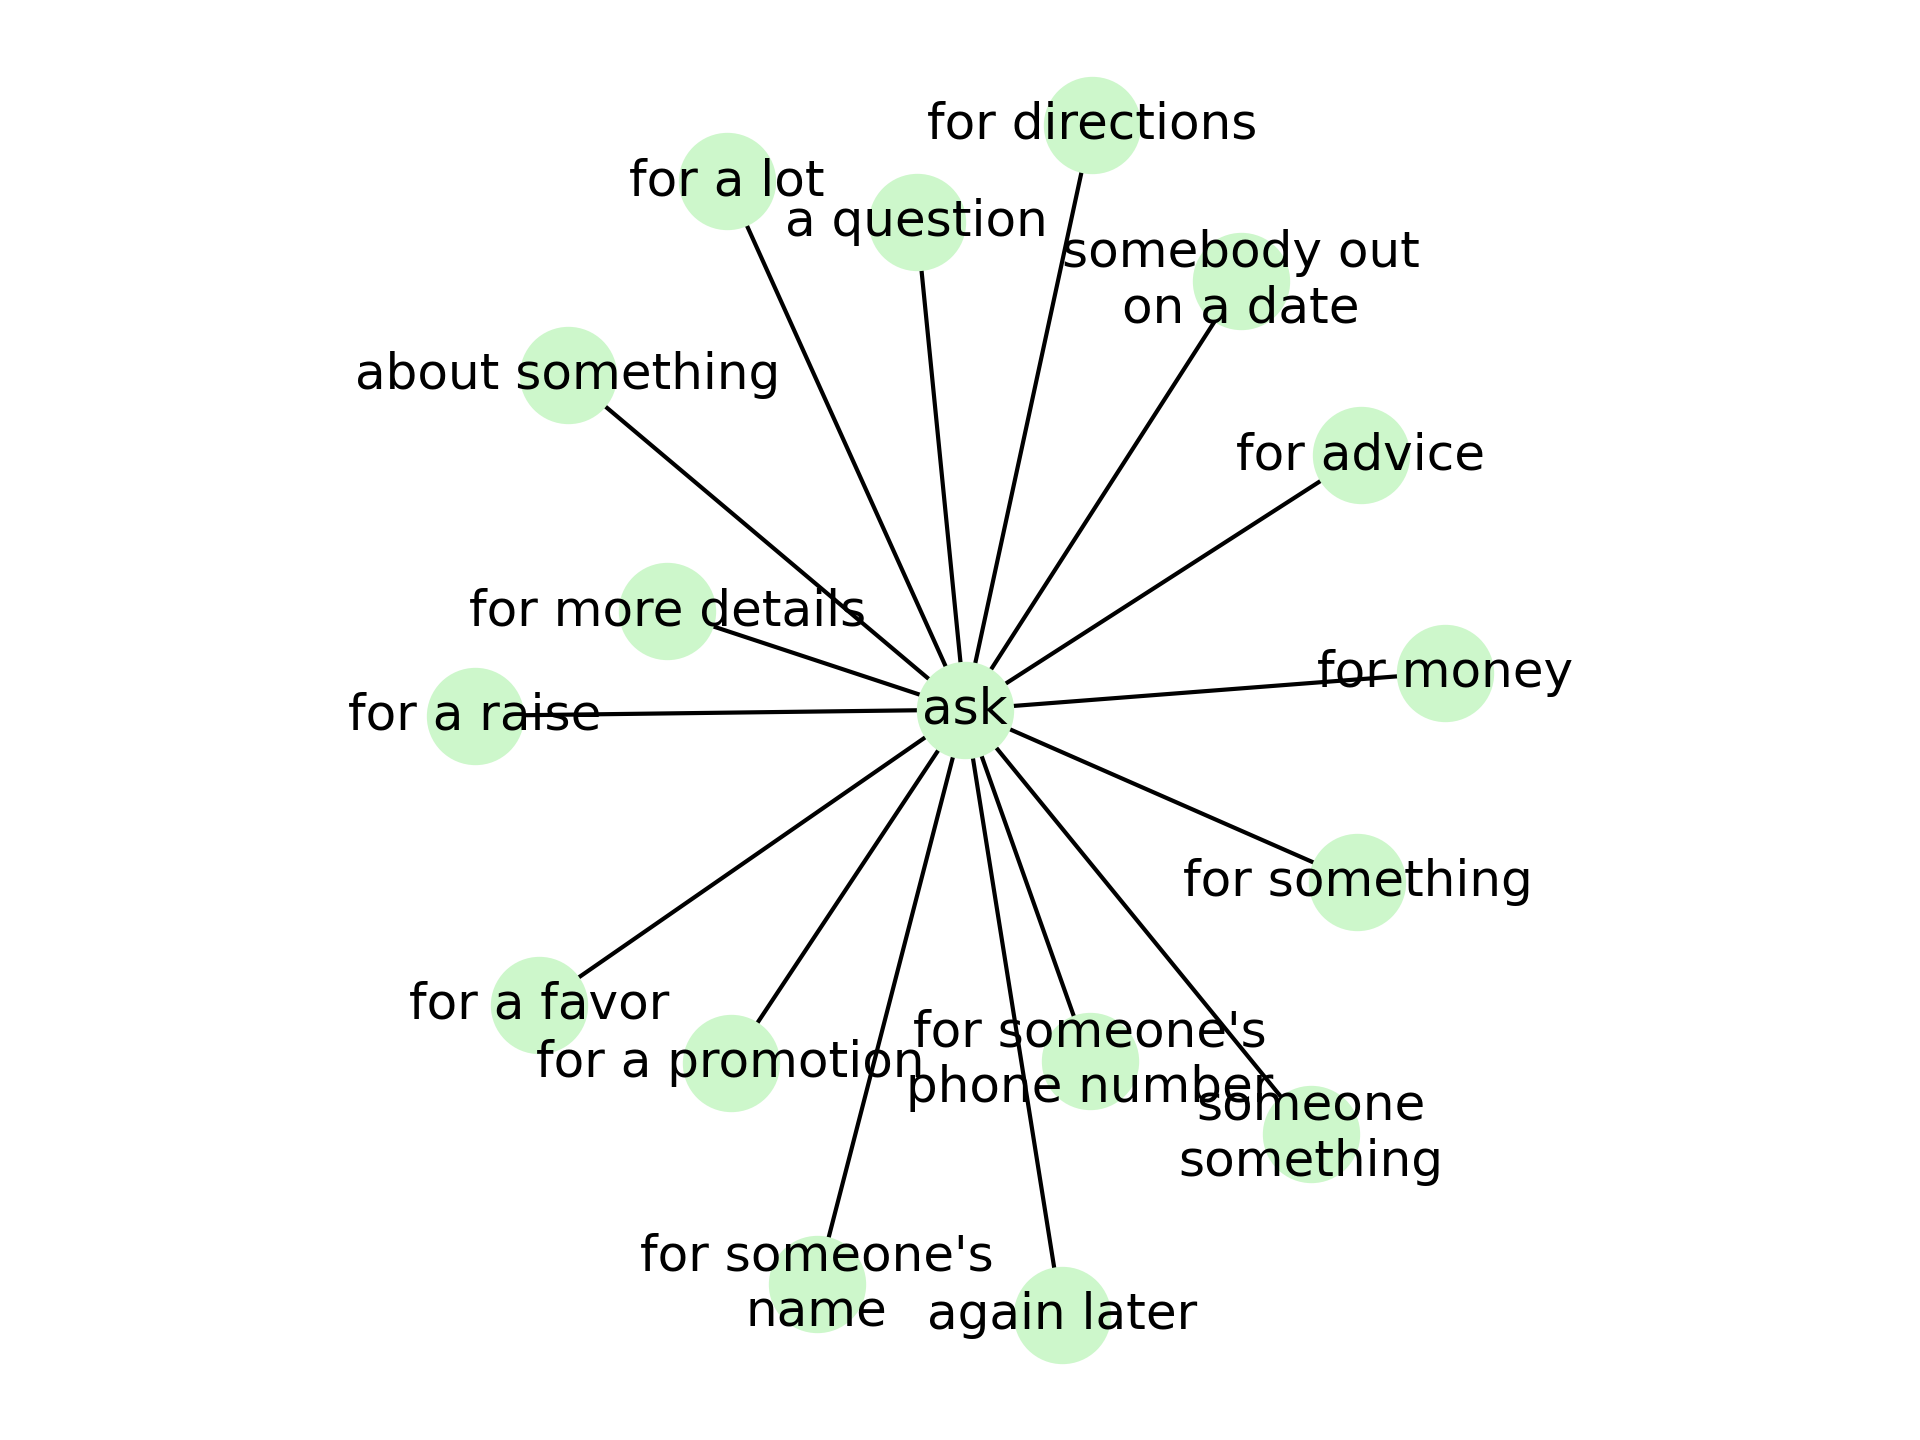 for directions
for a lot
a question
somebody out
on a date
about something
for advice
for more details
for money
for a raise
ask
for something
for a favor
for a promotion
for someone's
phone number
someone
something
for someone's
name
again later